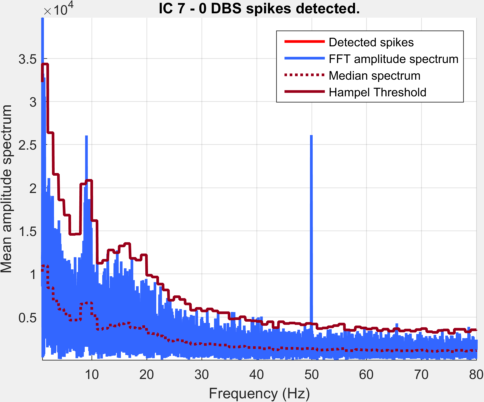 IC 7 - 0 DBS spikes detected.
×10⁴
Detected spikes
FFT amplitude spectrum
Median spectrum
Hampel Threshold
3.5
3
2.5
2
1.5
1
0.5
Mean amplitude spectrum
10 20 30 40 50 60 70 80
Frequency (Hz)